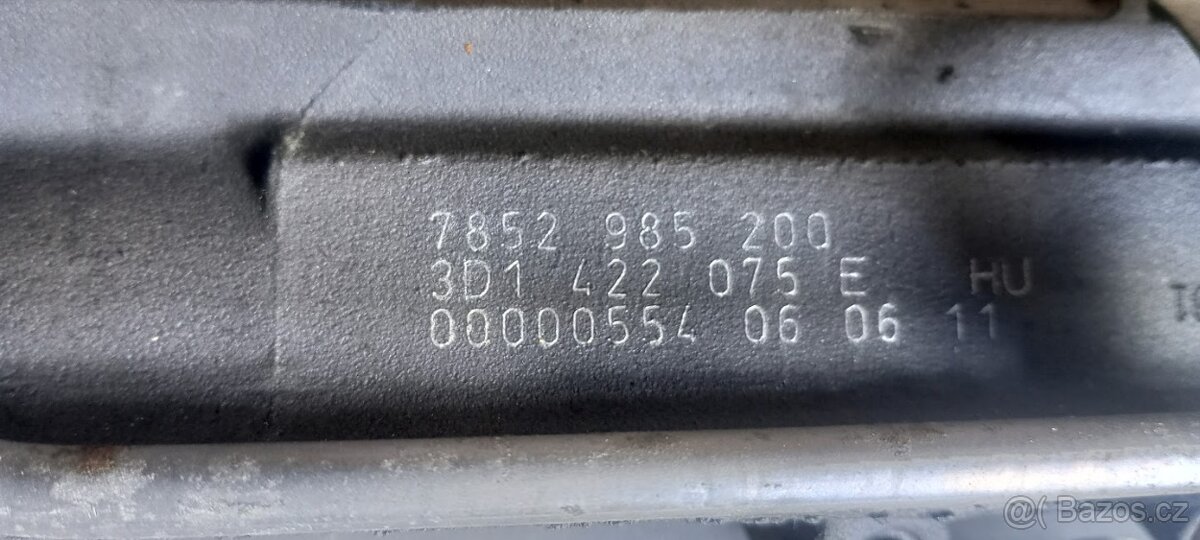 7852 985 200
3D1 422 075 E HU
00000554 06 06 11
@ Bazos.cz